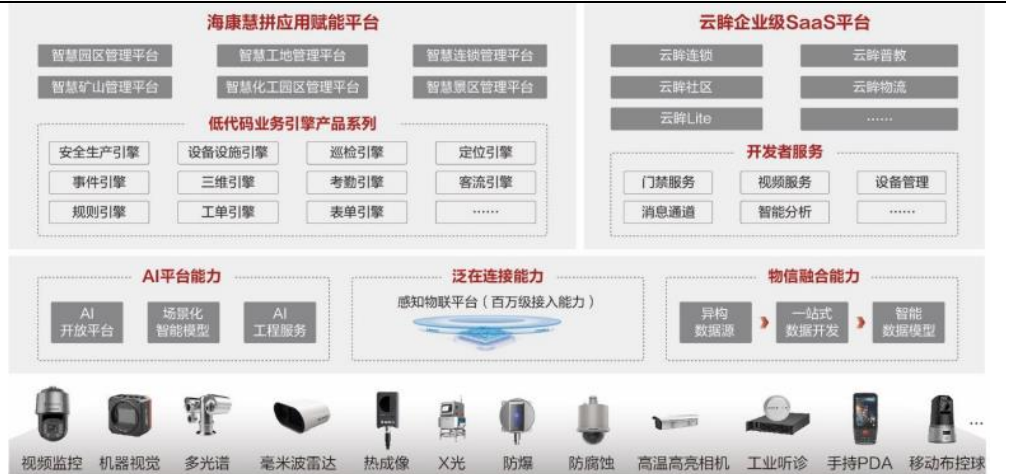 海康慧拼应用赋能平台
智慧园区管理平台 智慧工地管理平台 智慧连锁管理平台
智慧矿山管理平台 智慧化工园区管理平台 智慧景区管理平台
低代码业务引擎产品系列
安全生产引擎 设备设施引擎 巡检引擎 定位引擎
事件引擎 三维引擎 考勤引擎 客流引擎
规则引擎 工单引擎 表单引擎 ······
云眸企业级SaaS平台
云眸连锁 云眸普教
云眸社区 云眸物流
云眸Lite ······
开发者服务
门禁服务 视频服务 设备管理
消息通道 智能分析 ······
AI平台能力
AI
开放平台
场景化
智能模型
AI
工程服务
泛在连接能力
感知物联平台（百万级接入能力）
物信融合能力
异构
数据源
一站式
数据开发
智能
数据模型
视频监控 机器视觉 多光谱 毫米波雷达 热成像 X光 防爆 防腐蚀 高温高亮相机 工业听诊 手持PDA 移动布控球 ...